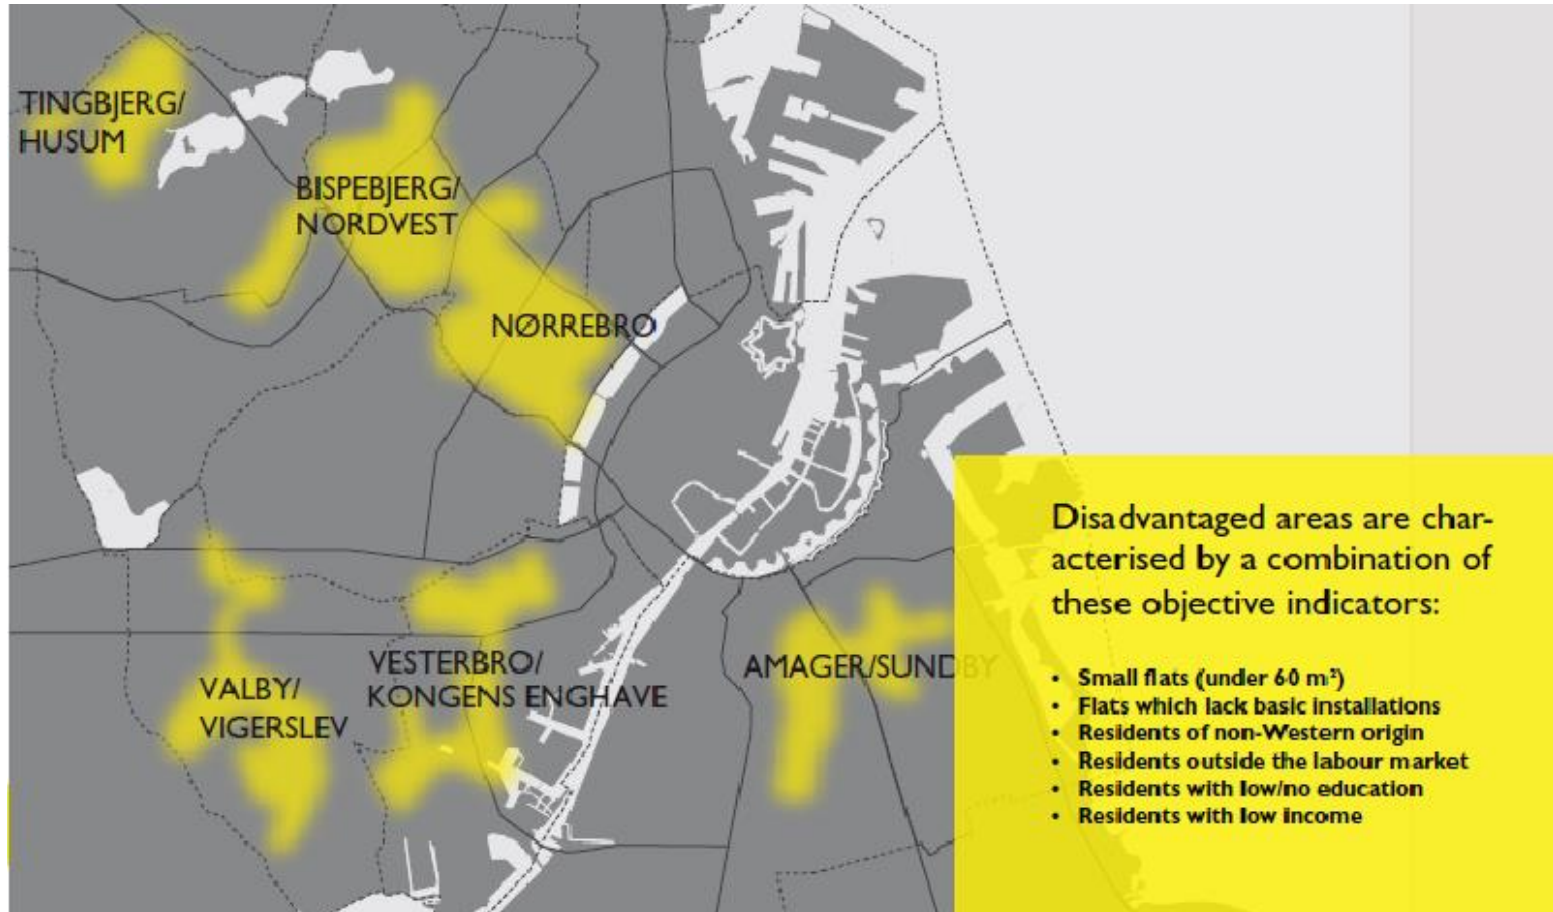 TINGBJERG/
HUSUM
BISPEBJERG/
NORDVEST
NØRREBRO
VALBY/
VIGERSLEV
VESTERBRO/
KONGENS ENGHAVE
AMAGER/SUNDBY
Disadvantaged areas are char-
acterised by a combination of
these objective indicators:
• Small flats (under 60 m²)
• Flats which lack basic installations
• Residents of non-Western origin
• Residents outside the labour market
• Residents with low/no education
• Residents with low income